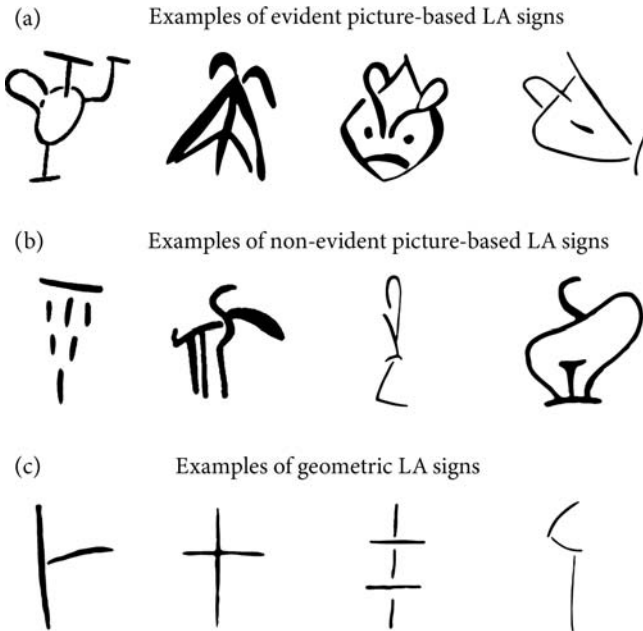 (a) Examples of evident picture-based LA signs
(b) Examples of non-evident picture-based LA signs
(c) Examples of geometric LA signs